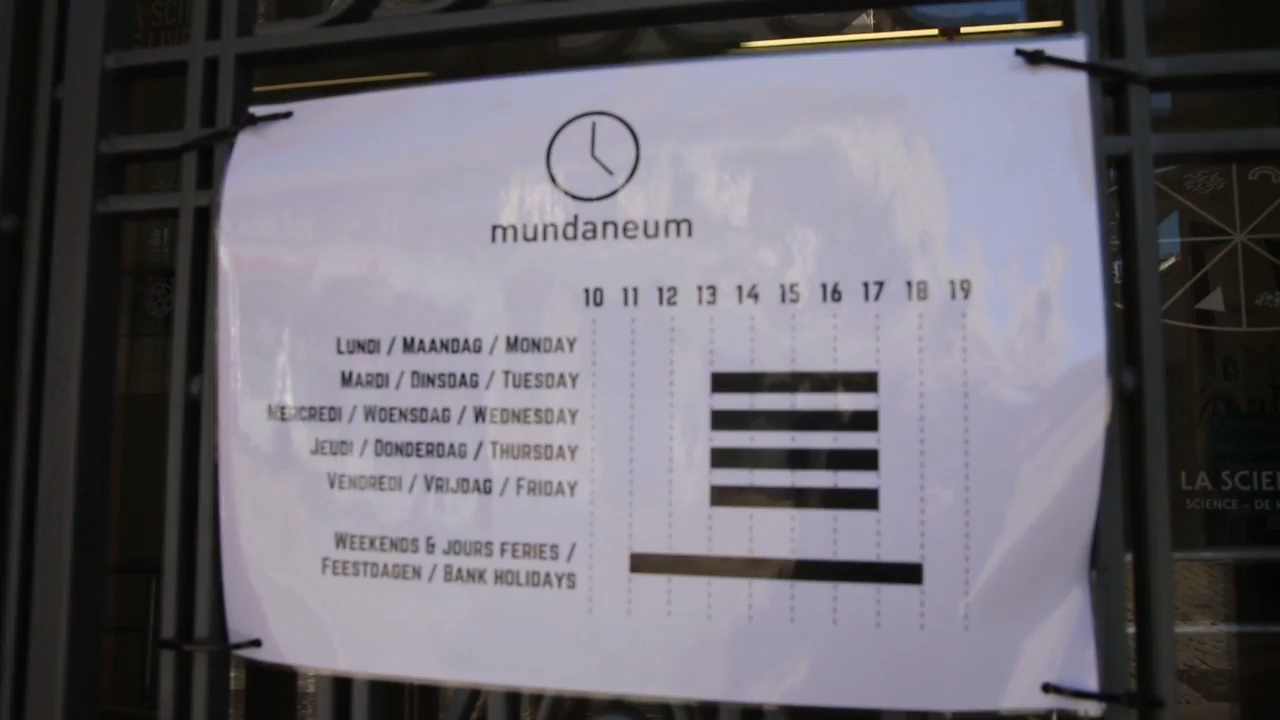 mundaneum
10 11 12 13 14 15 16 17 18 19
LUNDI / MAANDAG / MONDAY
MARDI / DINSDAG / TUESDAY
MERCREDI / WOENSDAG / WEDNESDAY
JEUDI / DONDERDAG / THURSDAY
VENDREDI / VRIJDAG / FRIDAY
WEEKENDS & JOURS FERIES /
FEESTDAGEN / BANK HOLIDAYS
LA SCIE
SCIENCE – DE